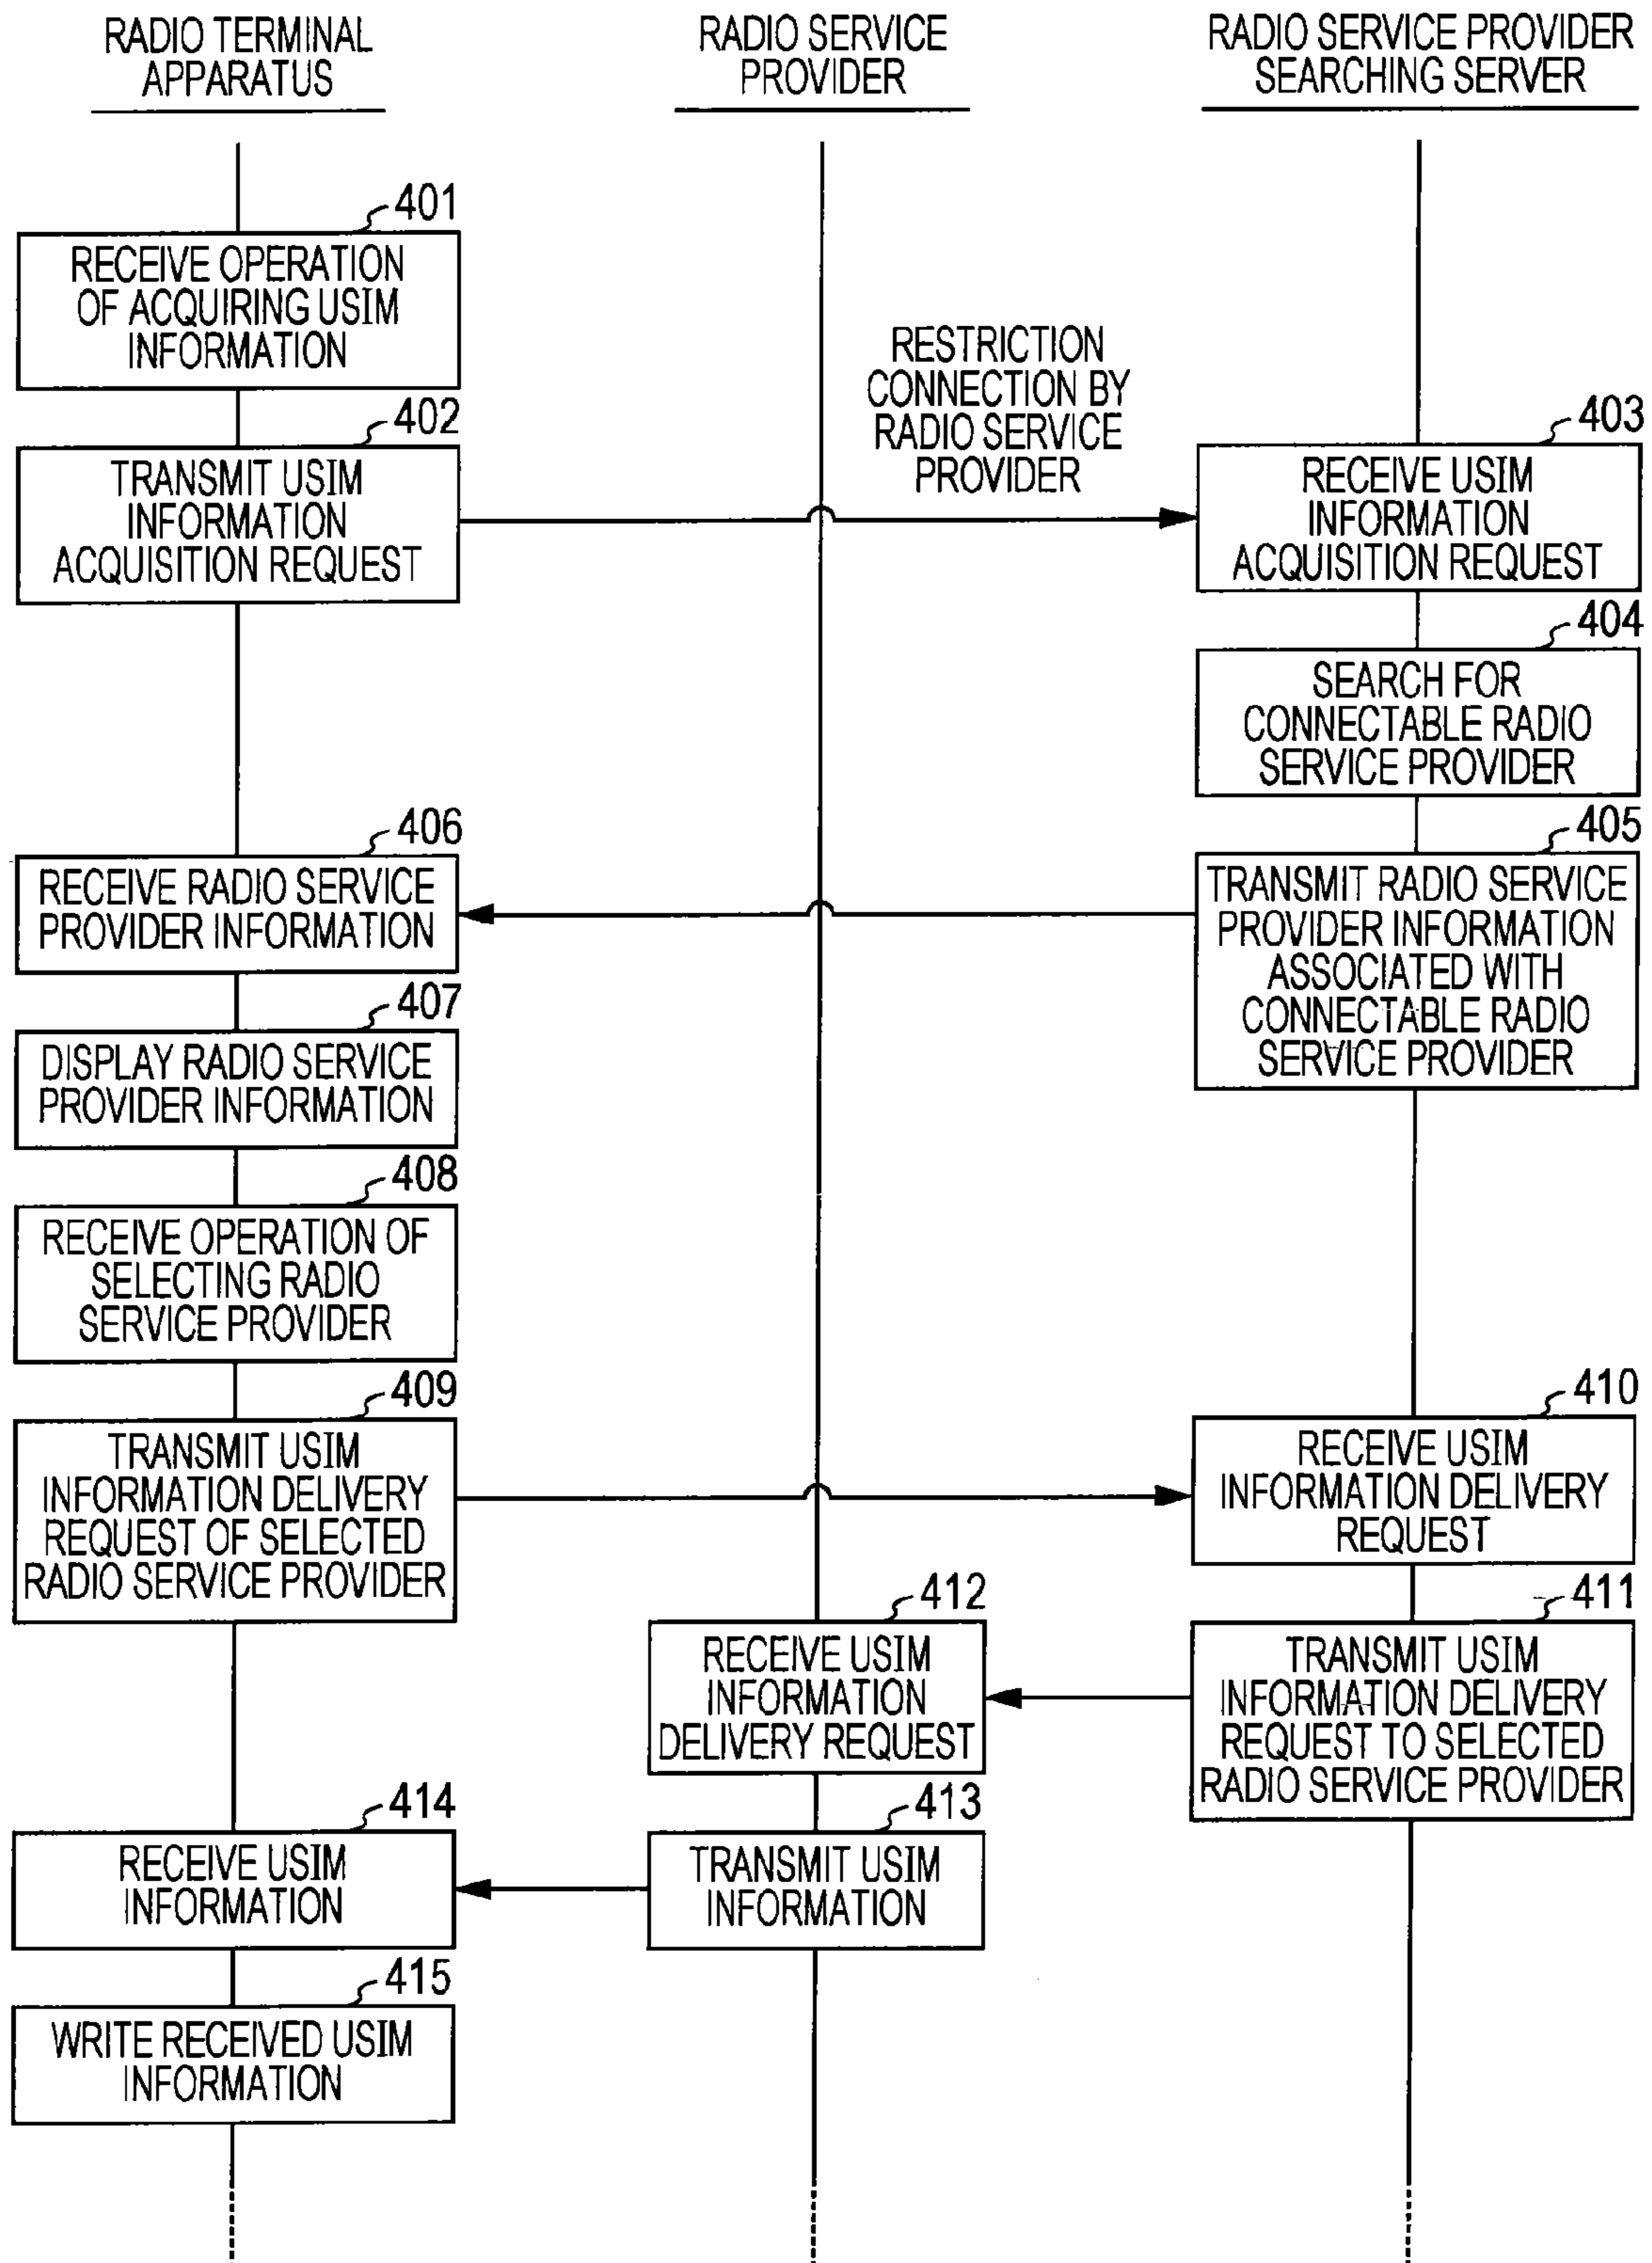 RADIO TERMINAL
APPARATUS
RADIO SERVICE
PROVIDER
RADIO SERVICE PROVIDER
SEARCHING SERVER
401
RECEIVE OPERATION
OF ACQUIRING USIM
INFORMATION
RESTRICTION
CONNECTION BY
RADIO SERVICE
PROVIDER
402
TRANSMIT USIM
INFORMATION
ACQUISITION REQUEST
403
RECEIVE USIM
INFORMATION
ACQUISITION REQUEST
404
SEARCH FOR
CONNECTABLE RADIO
SERVICE PROVIDER
405
TRANSMIT RADIO SERVICE
PROVIDER INFORMATION
ASSOCIATED WITH
CONNECTABLE RADIO
SERVICE PROVIDER
406
RECEIVE RADIO SERVICE
PROVIDER INFORMATION
407
DISPLAY RADIO SERVICE
PROVIDER INFORMATION
408
RECEIVE OPERATION OF
SELECTING RADIO
SERVICE PROVIDER
409
TRANSMIT USIM
INFORMATION DELIVERY
REQUEST OF SELECTED
RADIO SERVICE PROVIDER
410
RECEIVE USIM
INFORMATION DELIVERY
REQUEST
411
TRANSMIT USIM
INFORMATION DELIVERY
REQUEST TO SELECTED
RADIO SERVICE PROVIDER
412
RECEIVE USIM
INFORMATION
DELIVERY REQUEST
413
TRANSMIT USIM
INFORMATION
414
RECEIVE USIM
INFORMATION
415
WRITE RECEIVED USIM
INFORMATION